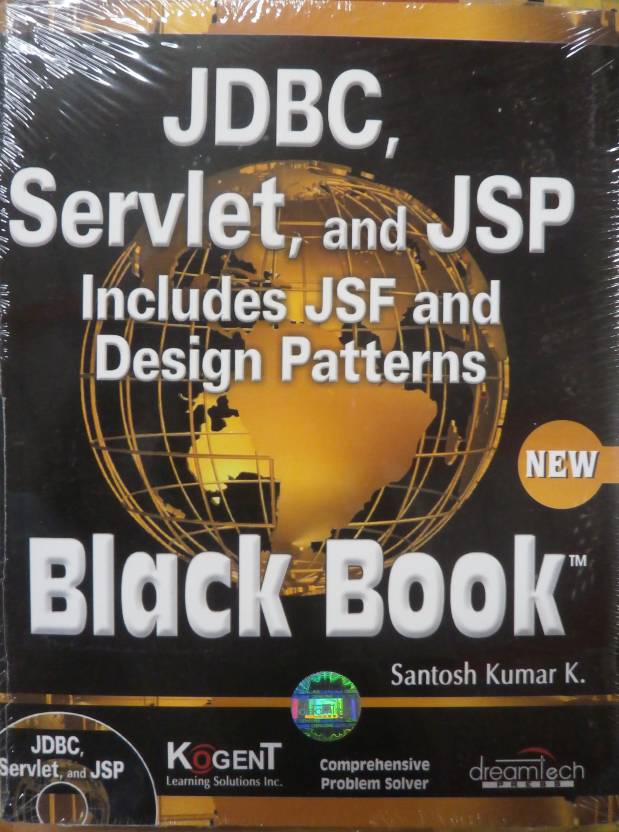 JDBC,
Servlet, and JSP
Includes JSF and
Design Patterns
NEW
Black Book™
Santosh Kumar K.
JDBC,
Servlet, and JSP
KOGENT
Learning Solutions Inc.
Comprehensive
Problem Solver
dreamtech
PRESS